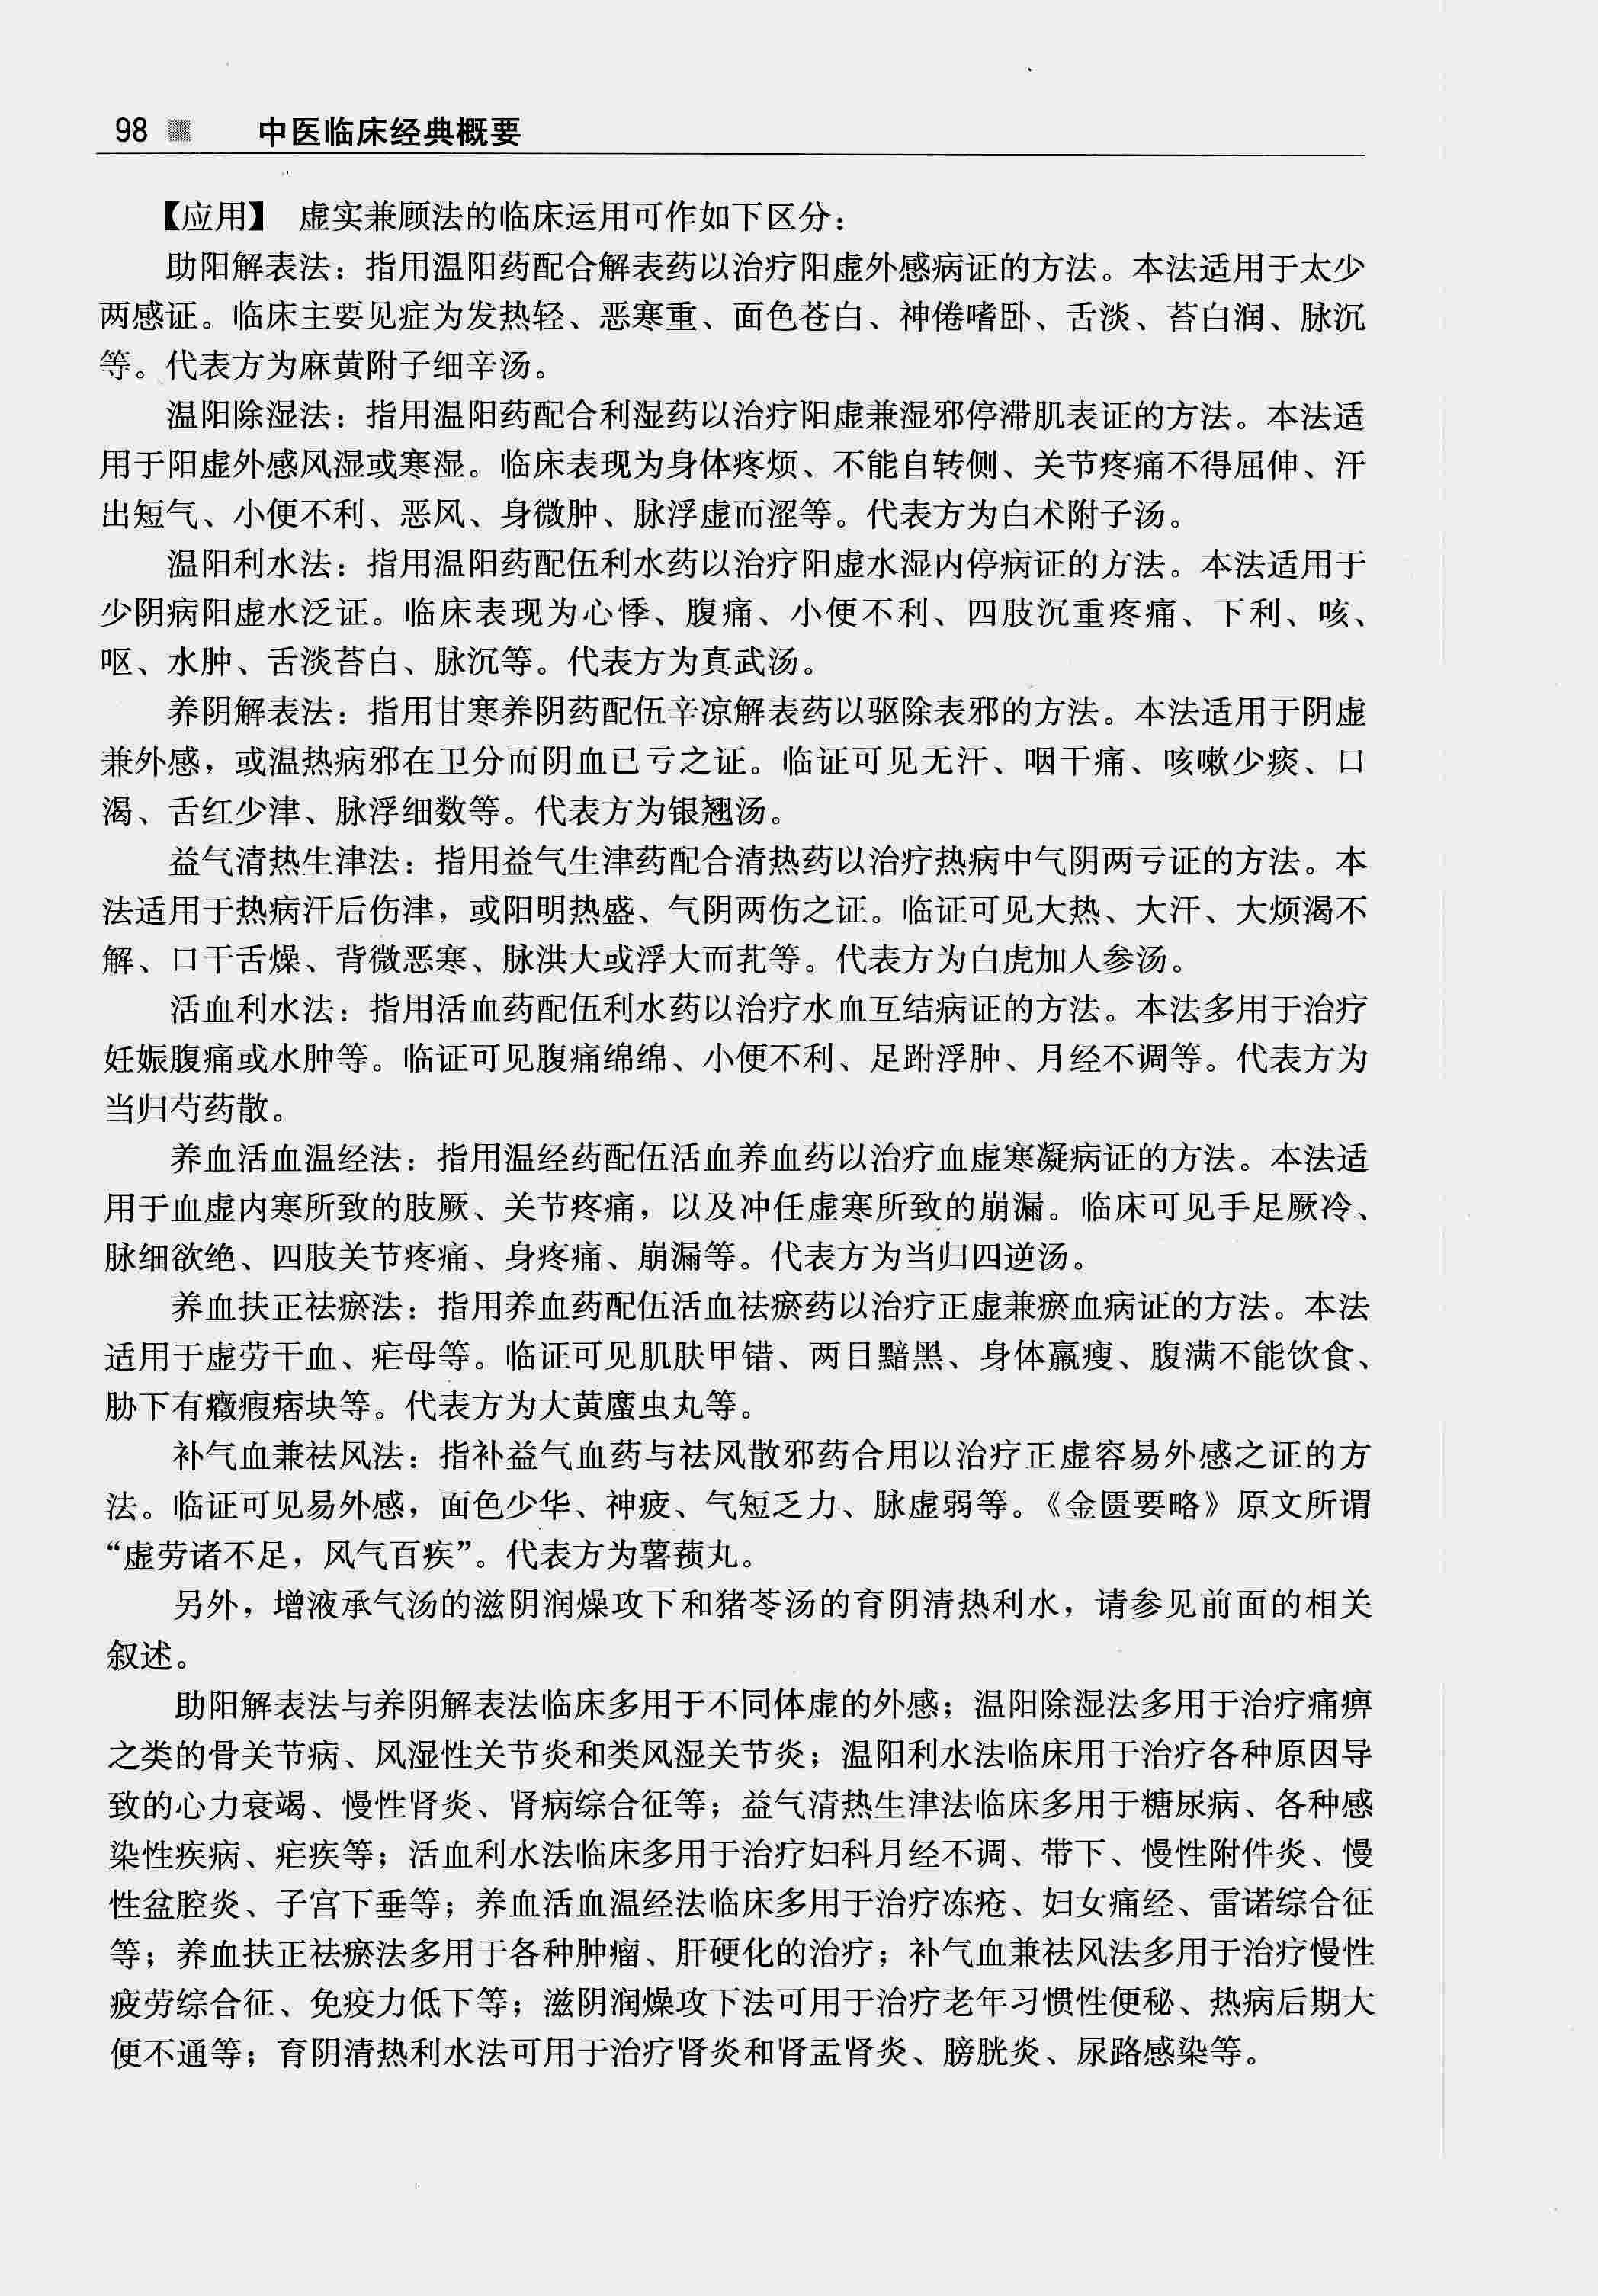 98 中医临床经典概要
【应用】 虚实兼顾法的临床运用可作如下区分：
助阳解表法：指用温阳药配合解表药以治疗阳虚外感病证的方法。本法适用于太少
两感证。临床主要见症为发热轻、恶寒重、面色苍白、神倦嗜卧、舌淡、苔白润、脉沉
等。代表方为麻黄附子细辛汤。
温阳除湿法：指用温阳药配合利湿药以治疗阳虚兼湿邪停滞肌表证的方法。本法适
用于阳虚外感风湿或寒湿。临床表现为身体疼烦、不能自转侧、关节疼痛不得屈伸、汗
出短气、小便不利、恶风、身微肿、脉浮虚而涩等。代表方为白术附子汤。
温阳利水法：指用温阳药配伍利水药以治疗阳虚水湿内停病证的方法。本法适用于
少阴病阳虚水泛证。临床表现为心悸、腹痛、小便不利、四肢沉重疼痛、下利、咳、
呕、水肿、舌淡苔白、脉沉等。代表方为真武汤。
养阴解表法：指用甘寒养阴药配伍辛凉解表药以驱除表邪的方法。本法适用于阴虚
兼外感，或温热病邪在卫分而阴血已亏之证。临证可见无汗、咽干痛、咳嗽少痰、口
渴、舌红少津、脉浮细数等。代表方为银翘汤。
益气清热生津法：指用益气生津药配合清热药以治疗热病中气阴两亏证的方法。本
法适用于热病汗后伤津，或阳明热盛、气阴两伤之证。临证可见大热、大汗、大烦渴不
解、口干舌燥、背微恶寒、脉洪大或浮大而芤等。代表方为白虎加人参汤。
活血利水法：指用活血药配伍利水药以治疗水血互结病证的方法。本法多用于治疗
妊娠腹痛或水肿等。临证可见腹痛绵绵、小便不利、足跗浮肿、月经不调等。代表方为
当归芍药散。
养血活血温经法：指用温经药配伍活血养血药以治疗血虚寒凝病证的方法。本法适
用于血虚内寒所致的肢厥、关节疼痛，以及冲任虚寒所致的崩漏。临床可见手足厥冷、
脉细欲绝、四肢关节疼痛、身疼痛、崩漏等。代表方为当归四逆汤。
养血扶正祛瘀法：指用养血药配伍活血祛瘀药以治疗正虚兼瘀血病证的方法。本法
适用于虚劳干血、疟母等。临证可见肌肤甲错、两目黯黑、身体羸瘦、腹满不能饮食、
胁下有癥瘕痞块等。代表方为大黄䗪虫丸等。
补气血兼祛风法：指补益气血药与祛风散邪药合用以治疗正虚容易外感之证的方
法。临证可见易外感，面色少华、神疲、气短乏力、脉虚弱等。《金匮要略》原文所谓
“虚劳诸不足，风气百疾”。代表方为薯蓣丸。
另外，增液承气汤的滋阴润燥攻下和猪苓汤的育阴清热利水，请参见前面的相关
叙述。
助阳解表法与养阴解表法临床多用于不同体虚的外感；温阳除湿法多用于治疗痛痹
之类的骨关节病、风湿性关节炎和类风湿关节炎；温阳利水法临床用于治疗各种原因导
致的心力衰竭、慢性肾炎、肾病综合征等；益气清热生津法临床多用于糖尿病、各种感
染性疾病、疟疾等；活血利水法临床多用于治疗妇科月经不调、带下、慢性附件炎、慢
性盆腔炎、子宫下垂等；养血活血温经法临床多用于治疗冻疮、妇女痛经、雷诺综合征
等；养血扶正祛瘀法多用于各种肿瘤、肝硬化的治疗；补气血兼祛风法多用于治疗慢性
疲劳综合征、免疫力低下等；滋阴润燥攻下法可用于治疗老年习惯性便秘、热病后期大
便不通等；育阴清热利水法可用于治疗肾炎和肾盂肾炎、膀胱炎、尿路感染等。